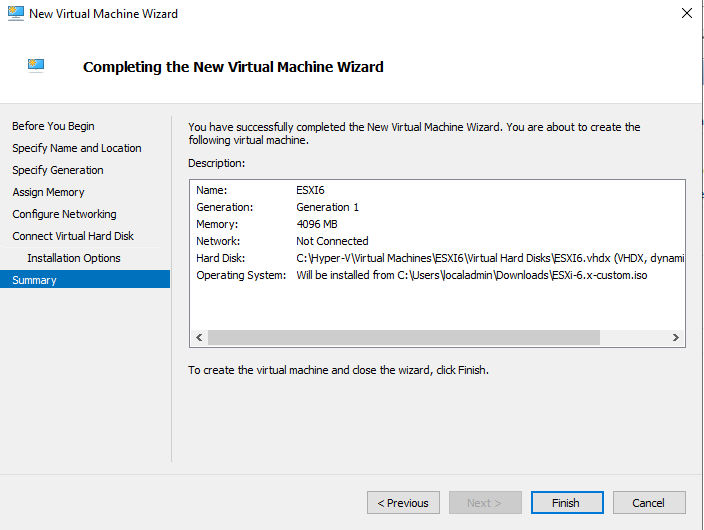 New Virtual Machine Wizard
Completing the New Virtual Machine Wizard
Before You Begin
Specify Name and Location
Specify Generation
Assign Memory
Configure Networking
Connect Virtual Hard Disk
Installation Options
Summary
You have successfully completed the New Virtual Machine Wizard. You are about to create the
following virtual machine.
Description:
Name: ESXI6
Generation: Generation 1
Memory: 4096 MB
Network: Not Connected
Hard Disk: C:\Hyper-V\Virtual Machines\ESXI6\Virtual Hard Disks\ESXI6.vhdx (VHDX, dynami
Operating System: Will be installed from C:\Users\localadmin\Downloads\ESXi-6.x-custom.iso
To create the virtual machine and close the wizard, click Finish.
< Previous
Next >
Finish
Cancel